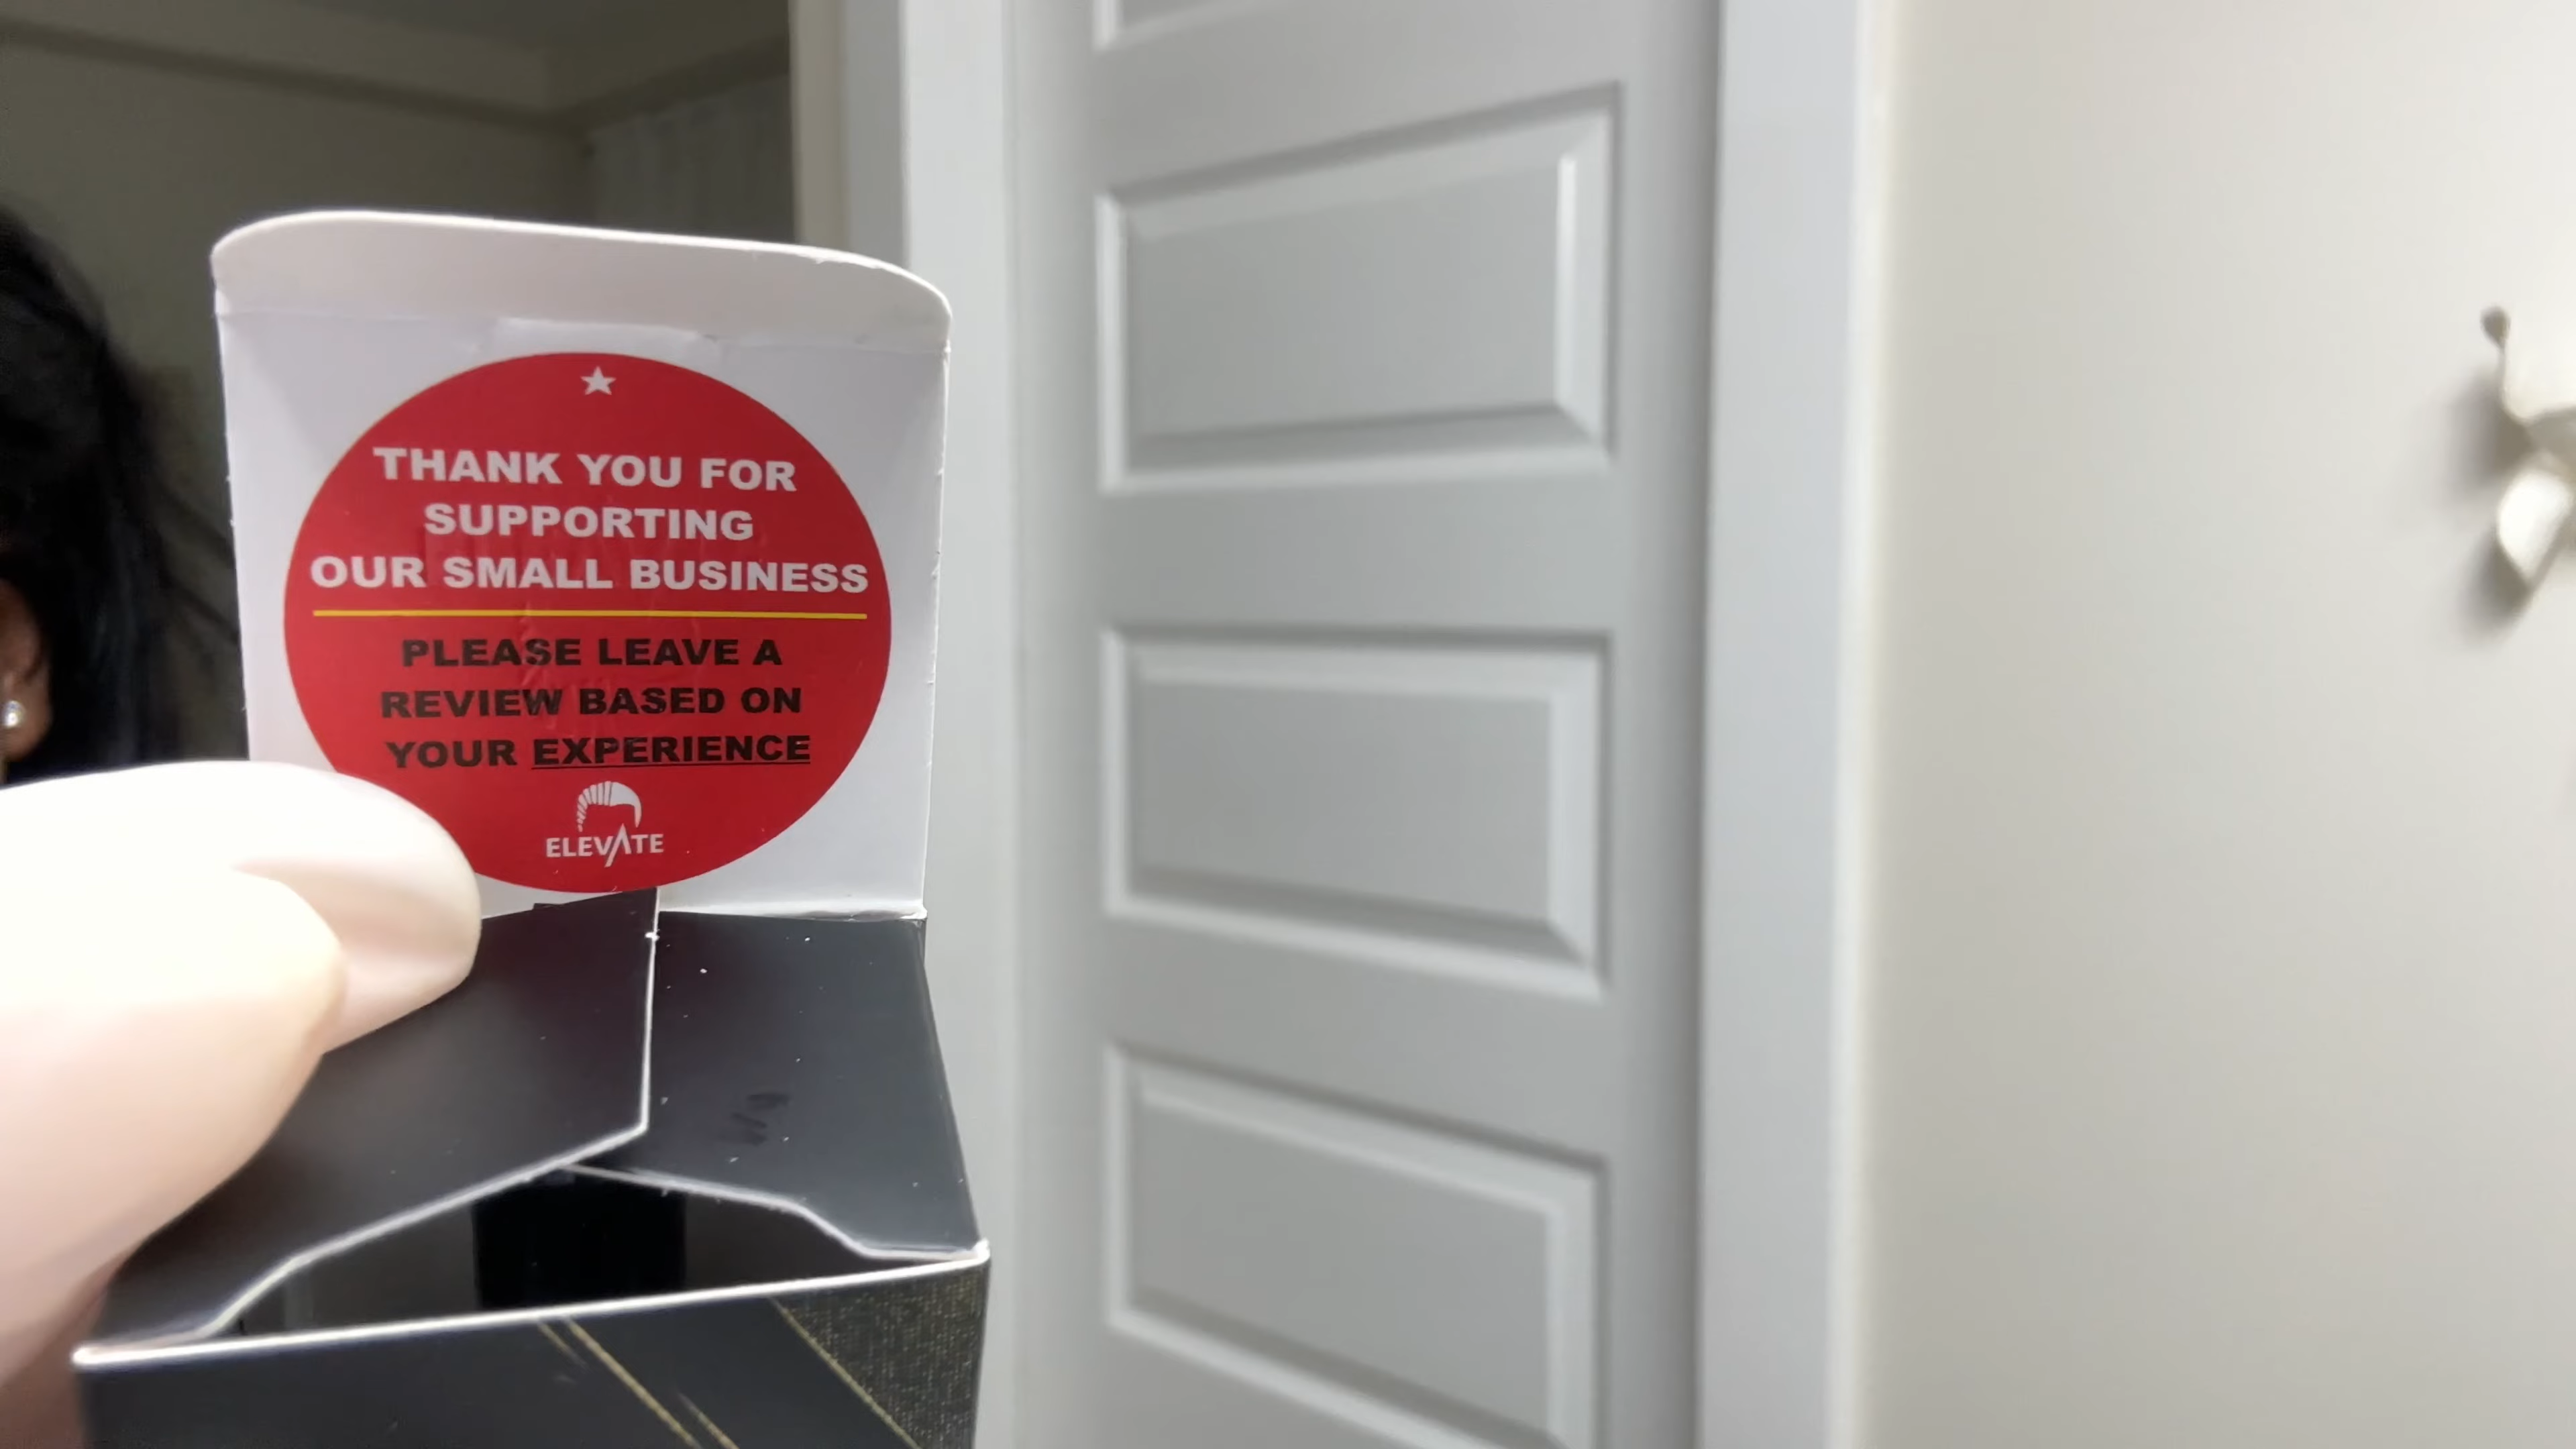 THANK YOU FOR
SUPPORTING
OUR SMALL BUSINESS
PLEASE LEAVE A
REVIEW BASED ON
YOUR EXPERIENCE
ELEVATE